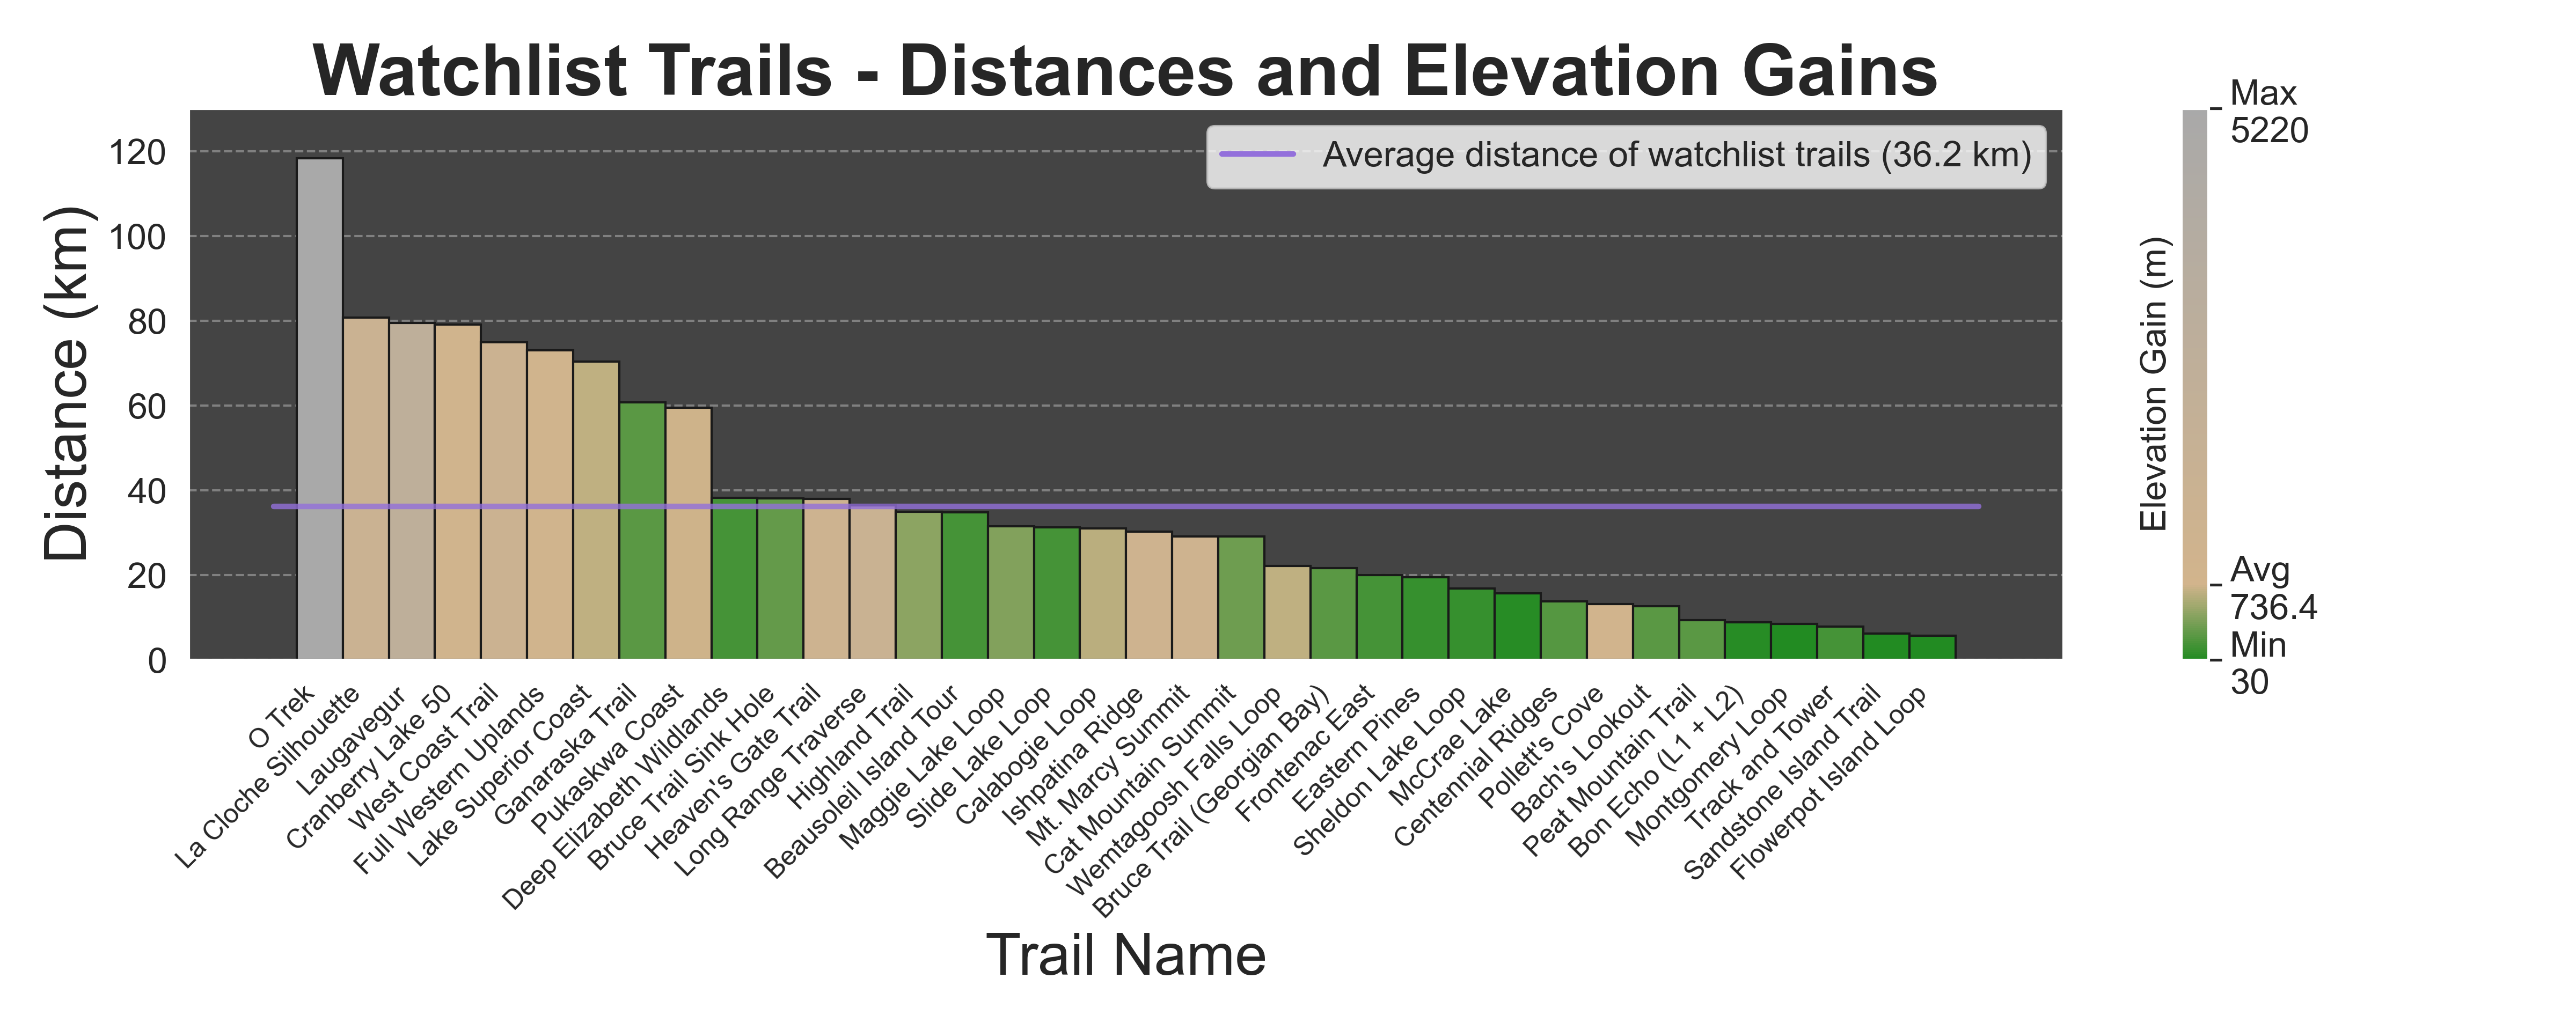 Watchlist Trails - Distances and Elevation Gains
Average distance of watchlist trails (36.2 km)
Distance (km)
120
100
80
60
40
20
0
O Trek
La Cloche Silhouette
Laugavegur
Cranberry Lake 50
West Coast Trail
Full Western Uplands
Lake Superior Coast
Ganaraska Trail
Pukaskwa Coast
Deep Elizabeth Wildlands
Bruce Trail Sink Hole
Heaven's Gate Trail
Long Range Traverse
Highland Trail
Beausoleil Island Tour
Maggie Lake Loop
Slide Lake Loop
Calabogie Loop
Ishpatina Ridge
Mt. Marcy Summit
Cat Mountain Summit
Wemtagoosh Falls Loop
Bruce Trail (Georgian Bay)
Frontenac East
Eastern Pines
Sheldon Lake Loop
McCrae Lake
Centennial Ridges
Pollett's Cove
Bach's Lookout
Peat Mountain Trail
Bon Echo (L1 + L2)
Montgomery Loop
Track and Tower
Sandstone Island Trail
Flowerpot Island Loop
Trail Name
Elevation Gain (m)
Max
5220
Avg
736.4
Min
30